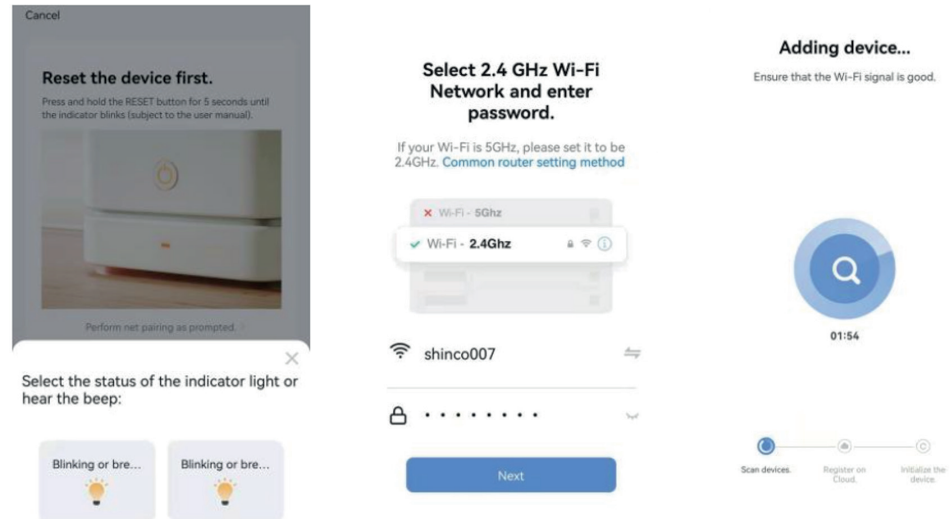 Cancel
Reset the device first.
Press and hold the RESET button for 5 seconds until
the indicator blinks (subject to the user manual).
Perform net pairing as prompted.
Select the status of the indicator light or
hear the beep:
Blinking or bre...
Blinking or bre...
Select 2.4 GHz Wi-Fi
Network and enter
password.
If your Wi-Fi is 5GHz, please set it to be
2.4GHz. Common router setting method
Wi-Fi - 5Ghz
Wi-Fi - 2.4Ghz
shinco007
Next
Adding device...
Ensure that the Wi-Fi signal is good.
01:54
Scan devices.
Register on
Cloud.
Initialize the
device.